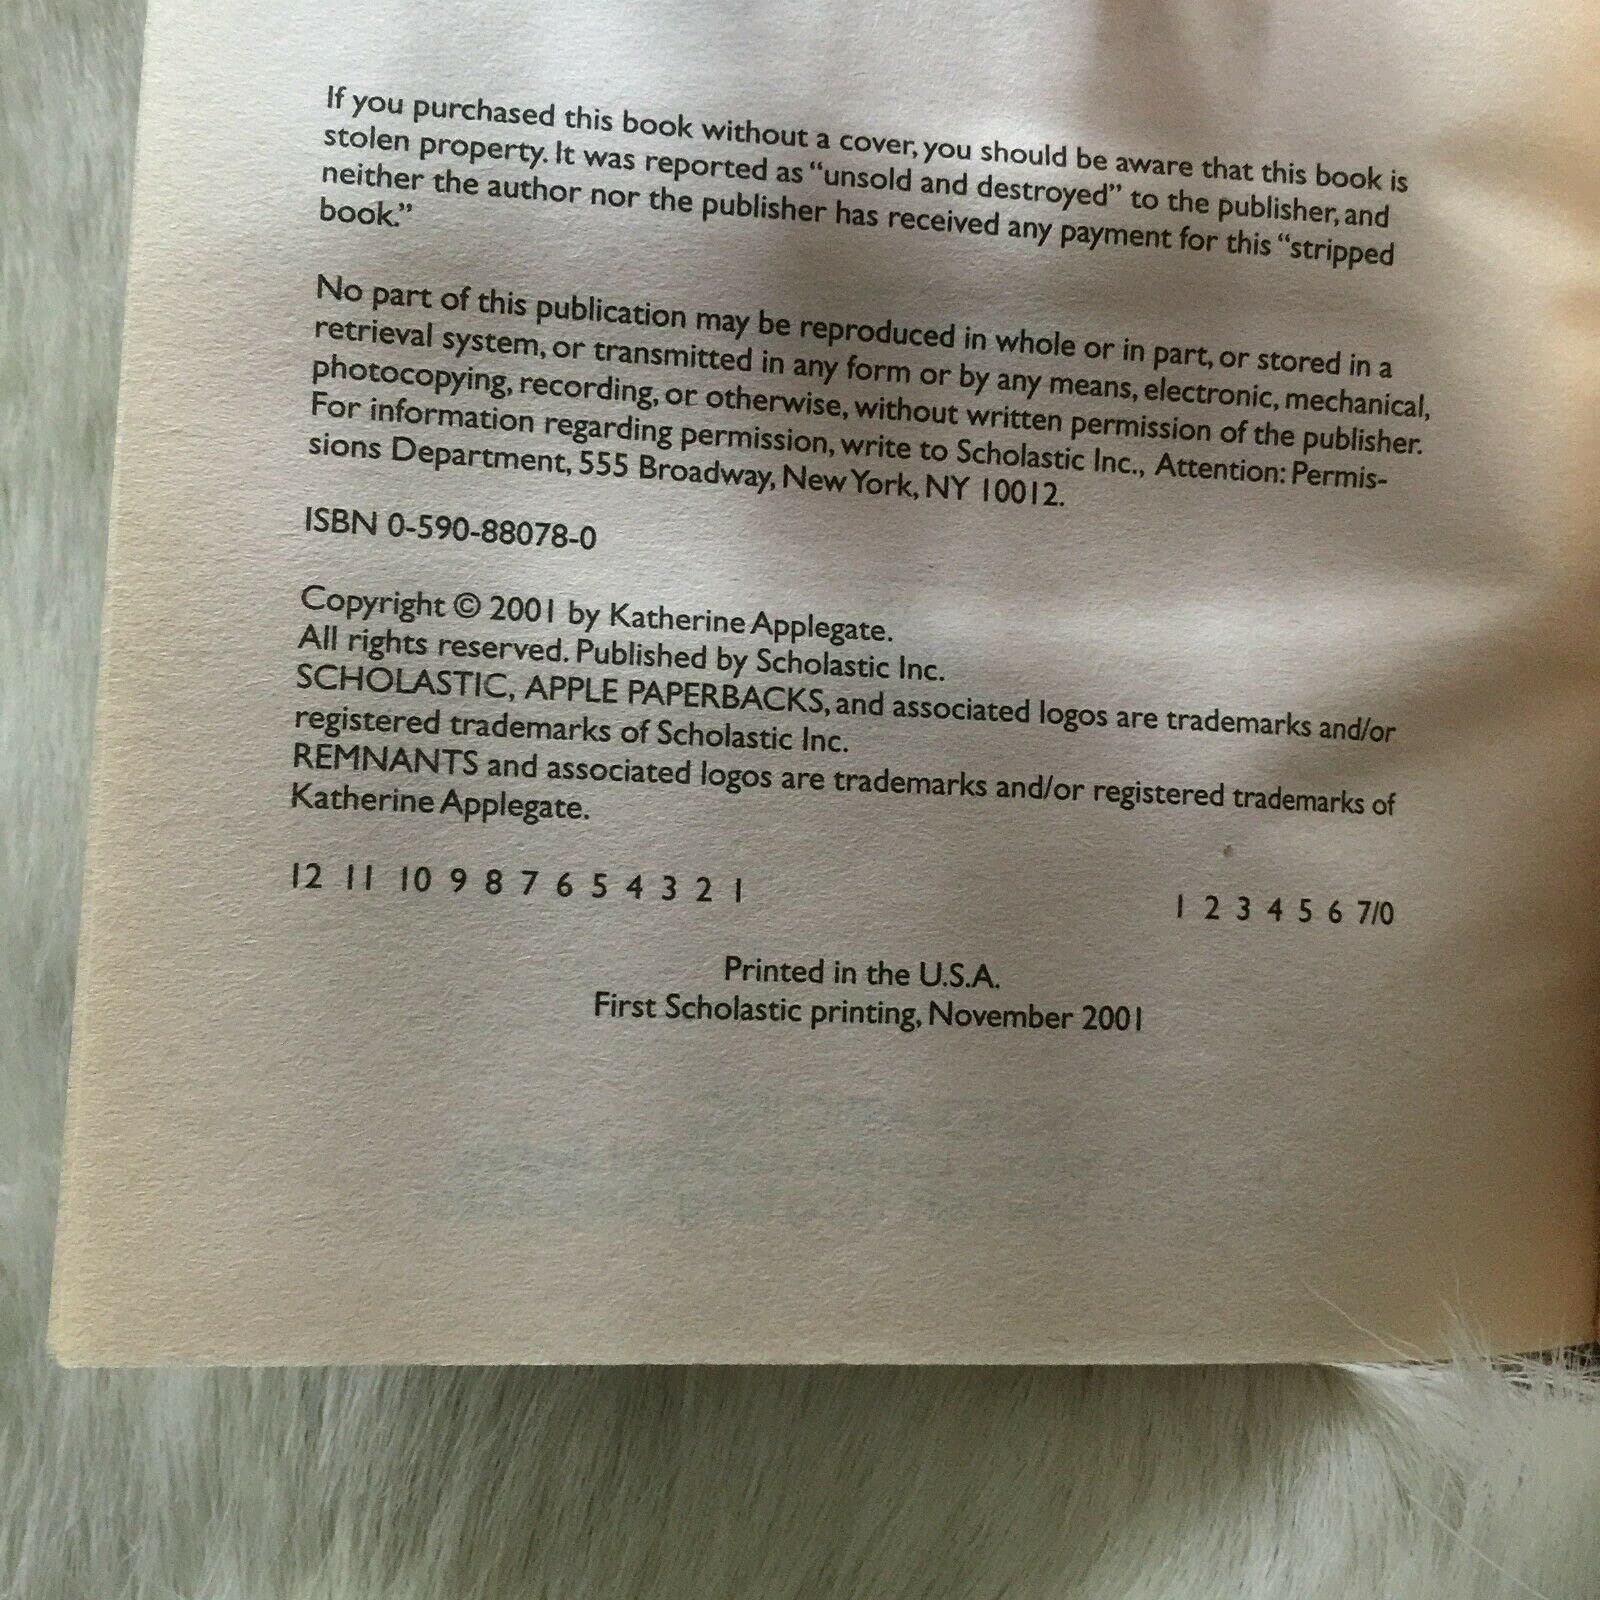 If you purchased this book without a cover, you should be aware that this book is
stolen property. It was reported as “unsold and destroyed” to the publisher, and
neither the author nor the publisher has received any payment for this “stripped
book.”
No part of this publication may be reproduced in whole or in part, or stored in a
retrieval system, or transmitted in any form or by any means, electronic, mechanical,
photocopying, recording, or otherwise, without written permission of the publisher.
For information regarding permission, write to Scholastic Inc., Attention: Permis-
sions Department, 555 Broadway, New York, NY 10012.
ISBN 0-590-88078-0
Copyright © 2001 by Katherine Applegate.
All rights reserved. Published by Scholastic Inc.
SCHOLASTIC, APPLE PAPERBACKS, and associated logos are trademarks and/or
registered trademarks of Scholastic Inc.
REMNANTS and associated logos are trademarks and/or registered trademarks of
Katherine Applegate.
12 11 10 9 8 7 6 5 4 3 2 1 1 2 3 4 5 6 7/0
Printed in the U.S.A.
First Scholastic printing, November 2001